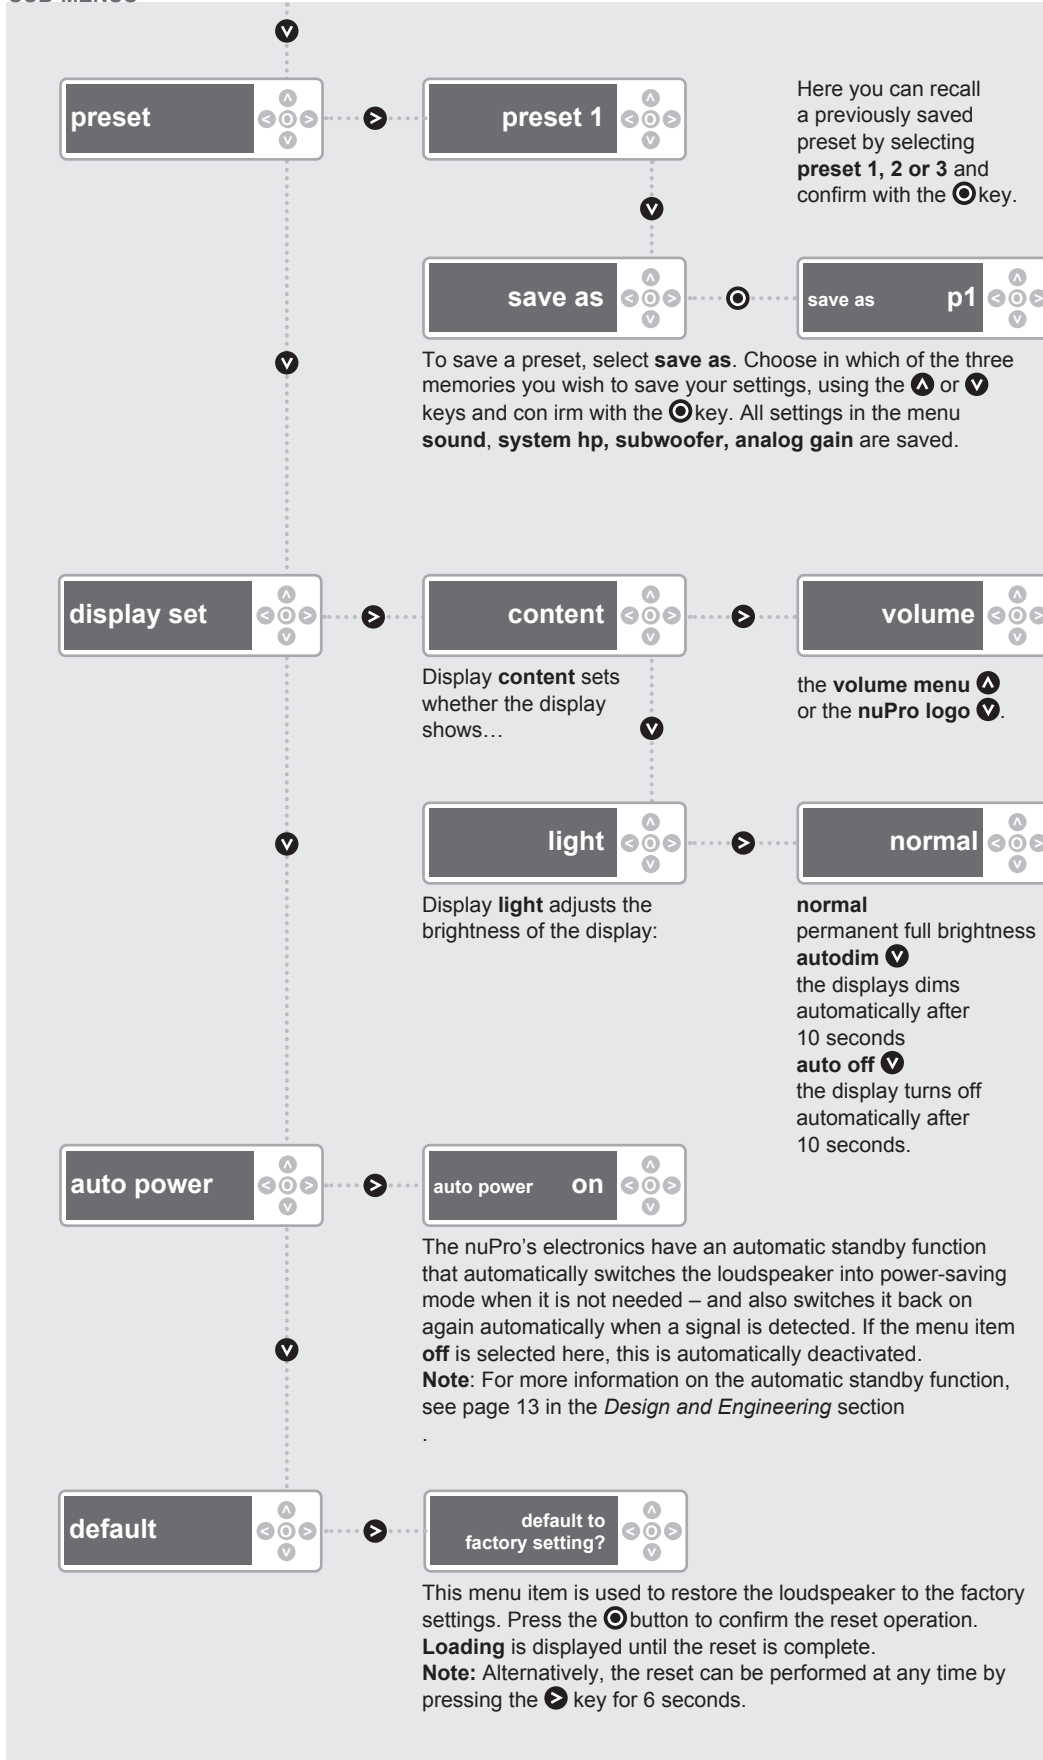 SUB-MENUS
preset
preset 1
Here you can recall
a previously saved
preset by selecting
preset 1, 2 or 3 and
confirm with the key.
save as
save as p1
To save a preset, select save as. Choose in which of the three
memories you wish to save your settings, using the or
keys and con irm with the key. All settings in the menu
sound, system hp, subwoofer, analog gain are saved.
display set
content
volume
Display content sets
whether the display
shows…
the volume menu
or the nuPro logo .
light
normal
Display light adjusts the
brightness of the display:
normal
permanent full brightness
autodim
the displays dims
automatically after
10 seconds
auto off
the display turns off
automatically after
10 seconds.
auto power
auto power on
The nuPro’s electronics have an automatic standby function
that automatically switches the loudspeaker into power-saving
mode when it is not needed – and also switches it back on
again automatically when a signal is detected. If the menu item
off is selected here, this is automatically deactivated.
Note: For more information on the automatic standby function,
see page 13 in the Design and Engineering section
.
default
default to
factory setting?
This menu item is used to restore the loudspeaker to the factory
settings. Press the button to confirm the reset operation.
Loading is displayed until the reset is complete.
Note: Alternatively, the reset can be performed at any time by
pressing the key for 6 seconds.